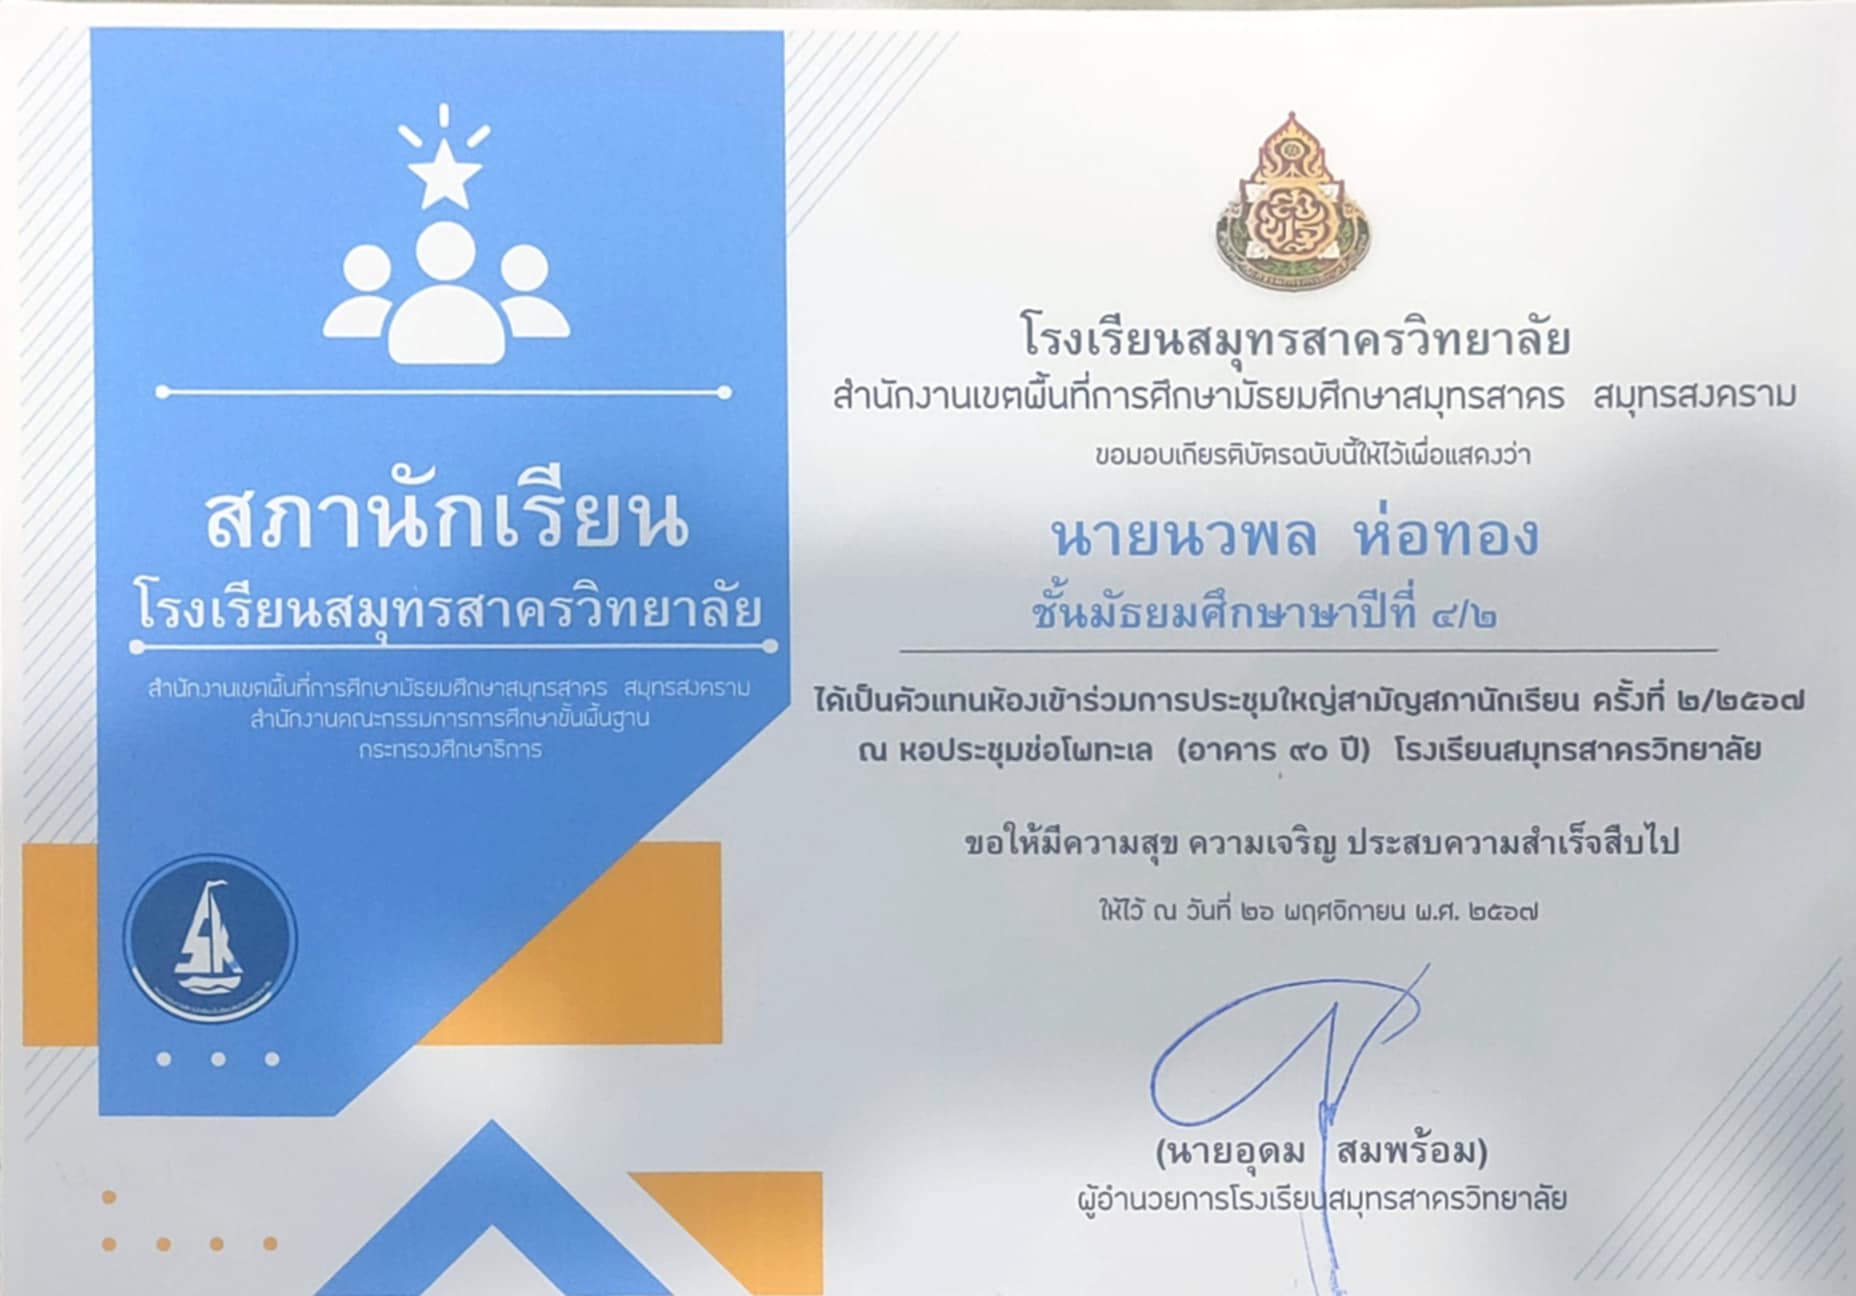 สภานักเรียน
โรงเรียนสมุทรสาครวิทยาลัย
สำนักงานเขตพื้นที่การศึกษามัธยมศึกษาสมุทรสาคร สมุทรสงคราม
สำนักงานคณะกรรมการการศึกษาขั้นพื้นฐาน
กระทรวงศึกษาธิการ
SK
โรงเรียนสมุทรสาครวิทยาลัย
สำนักงานเขตพื้นที่การศึกษามัธยมศึกษาสมุทรสาคร สมุทรสงคราม
ขอมอบเกียรติบัตรฉบับนี้ให้ไว้เพื่อแสดงว่า
นายนวพล ห่อทอง
ชั้นมัธยมศึกษาษาปีที่ ๔/๒
ได้เป็นตัวแทนห้องเข้าร่วมการประชุมใหญ่สามัญสภานักเรียน ครั้งที่ ๒/๒๕๖๗
ณ หอประชุมช่อโพทะเล (อาคาร ๙๐ ปี) โรงเรียนสมุทรสาครวิทยาลัย
ขอให้มีความสุข ความเจริญ ประสบความสำเร็จสืบไป
ให้ไว้ ณ วันที่ ๒๖ พฤศจิกายน พ.ศ. ๒๕๖๗
(นายอุดม สมพร้อม)
ผู้อำนวยการโรงเรียนสมุทรสาครวิทยาลัย